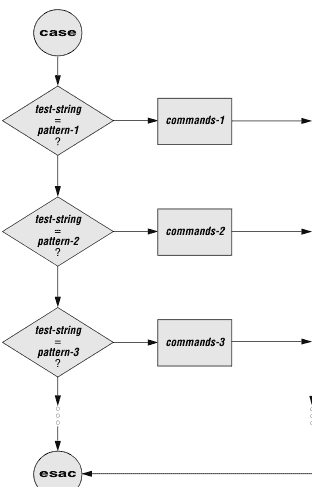 case
test-string
=
pattern-1
?
commands-1
test-string
=
pattern-2
?
commands-2
test-string
=
pattern-3
?
commands-3
esac